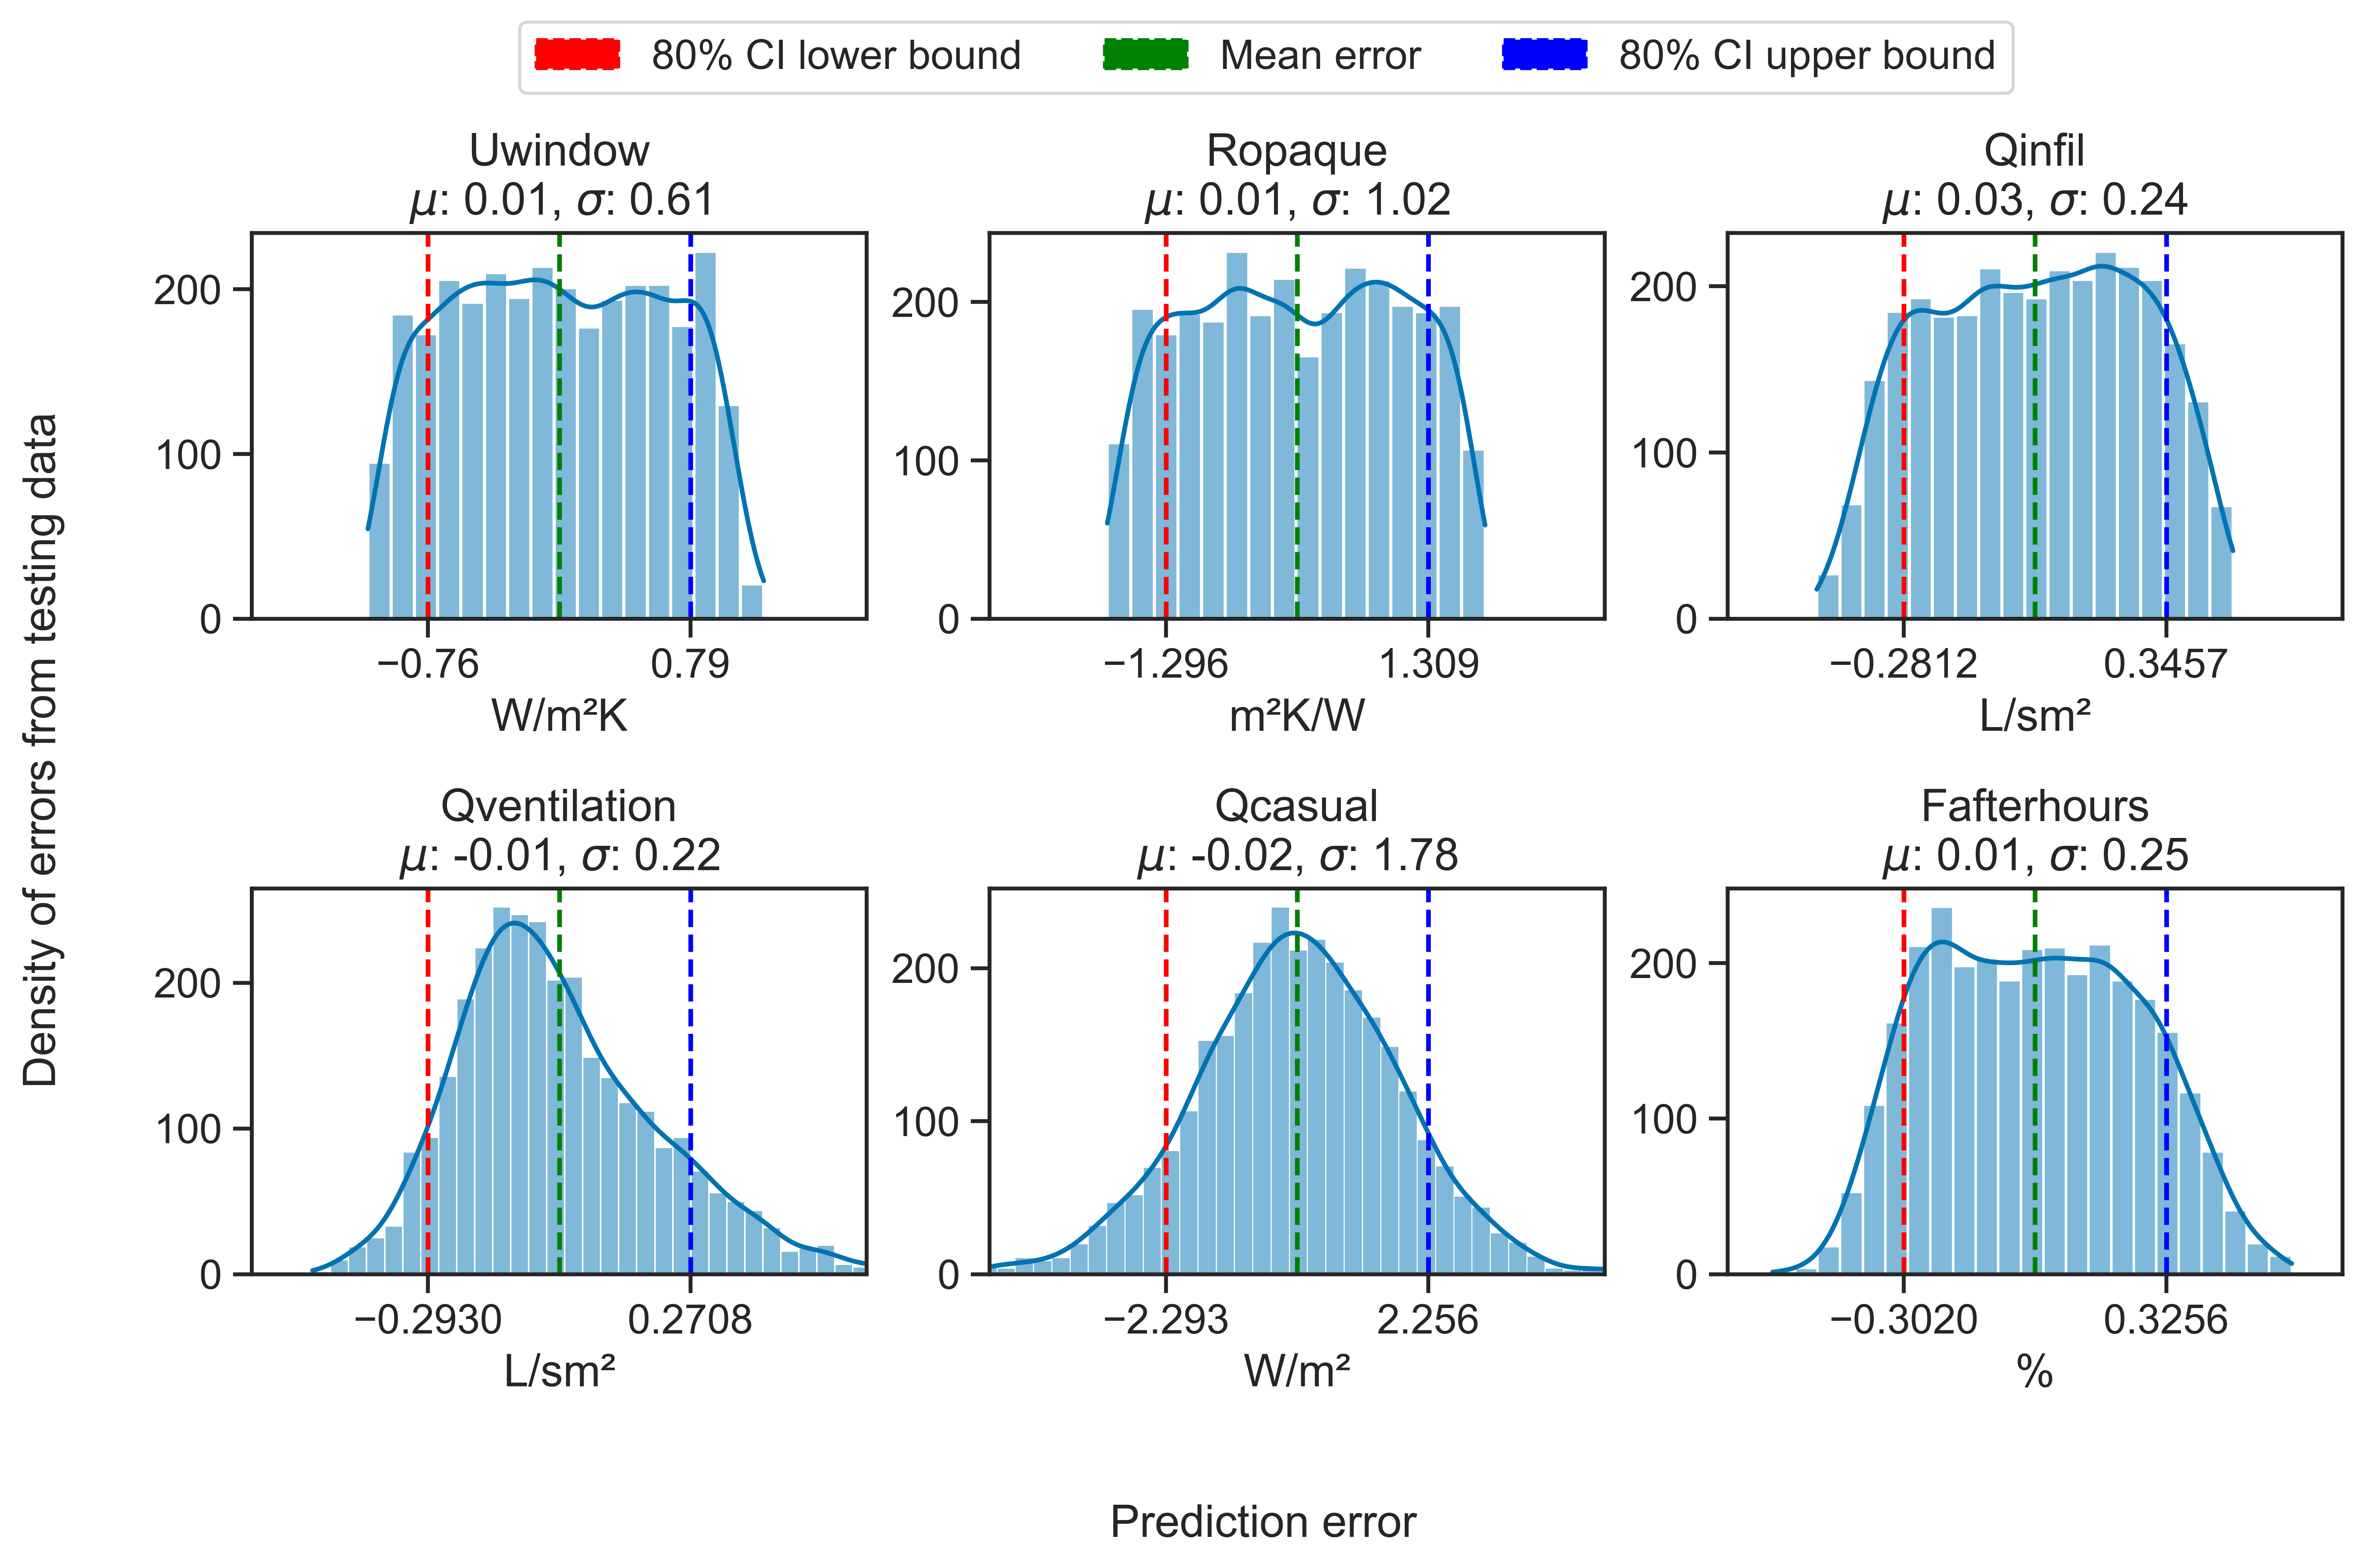 80% CI lower bound
Mean error
80% CI upper bound
Uwindow
μ: 0.01, σ: 0.61
Ropaque
μ: 0.01, σ: 1.02
Qinfil
μ: 0.03, σ: 0.24
200
100
0
−0.76
0.79
W/m²K
200
100
0
−1.296
1.309
m²K/W
200
100
0
−0.2812
0.3457
L/sm²
Density of errors from testing data
Qventilation
μ: -0.01, σ: 0.22
Qcasual
μ: -0.02, σ: 1.78
Fafterhours
μ: 0.01, σ: 0.25
200
100
0
−0.2930
0.2708
L/sm²
200
100
0
−2.293
2.256
W/m²
200
100
0
−0.3020
0.3256
%
Prediction error